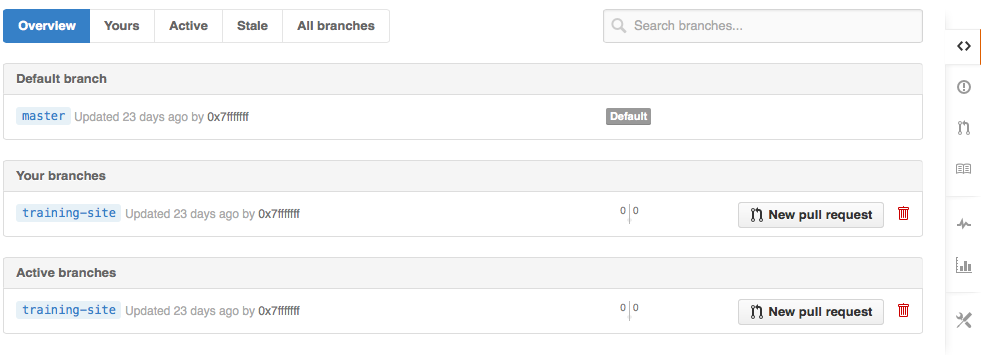 Overview Yours Active Stale All branches Search branches...
Default branch
master Updated 23 days ago by 0x7fffffff Default
Your branches
training-site Updated 23 days ago by 0x7fffffff 0 0 New pull request
Active branches
training-site Updated 23 days ago by 0x7fffffff 0 0 New pull request